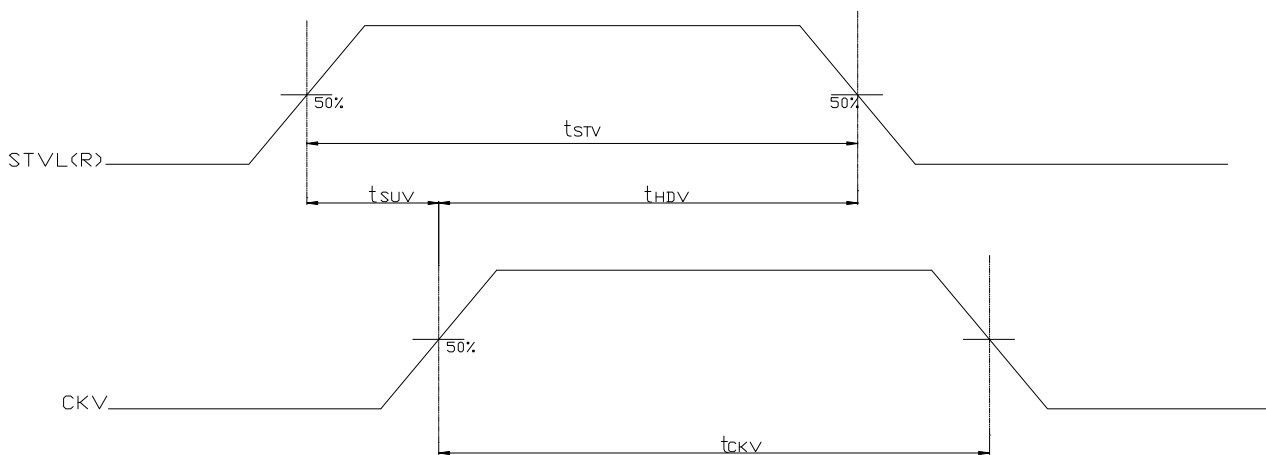 50%
50%
tSTV
STVL(R)
tSUV
tHDV
50%
CKV
tCKV